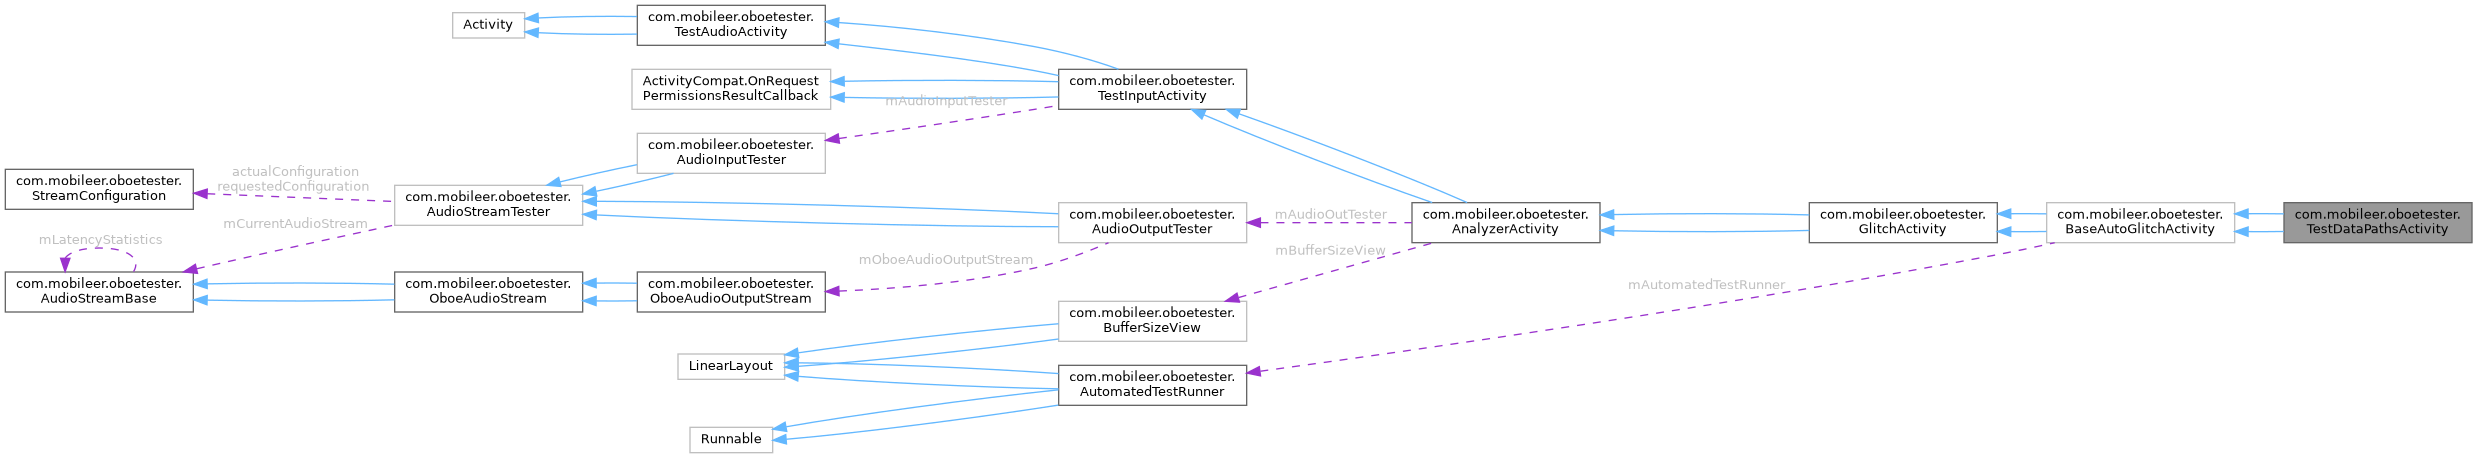 Activity
com.mobileer.oboetester.
TestAudioActivity
ActivityCompat.OnRequest
PermissionsResultCallback
com.mobileer.oboetester.
TestInputActivity
mAudioInputTester
com.mobileer.oboetester.
AudioInputTester
com.mobileer.oboetester.
StreamConfiguration
actualConfiguration
requestedConfiguration
com.mobileer.oboetester.
AudioStreamTester
mCurrentAudioStream
mLatencyStatistics
com.mobileer.oboetester.
AudioStreamBase
com.mobileer.oboetester.
OboeAudioStream
com.mobileer.oboetester.
OboeAudioOutputStream
mOboeAudioOutputStream
com.mobileer.oboetester.
AudioOutputTester
mAudioOutTester
mBufferSizeView
com.mobileer.oboetester.
AnalyzerActivity
com.mobileer.oboetester.
GlitchActivity
com.mobileer.oboetester.
BaseAutoGlitchActivity
com.mobileer.oboetester.
TestDataPathsActivity
mAutomatedTestRunner
com.mobileer.oboetester.
BufferSizeView
LinearLayout
com.mobileer.oboetester.
AutomatedTestRunner
Runnable